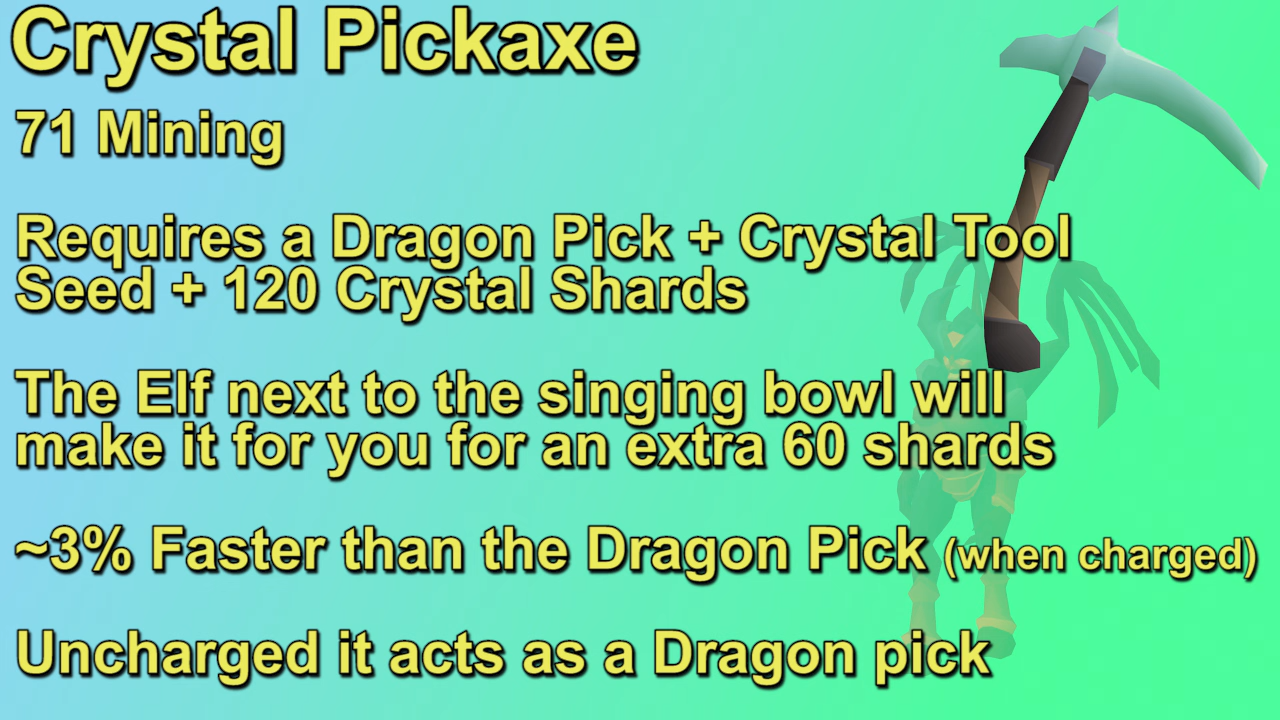 Crystal Pickaxe
71 Mining
Requires a Dragon Pick + Crystal Tool
Seed + 120 Crystal Shards
The Elf next to the singing bowl will
make it for you for an extra 60 shards
~3% Faster than the Dragon Pick (when charged)
Uncharged it acts as a Dragon pick